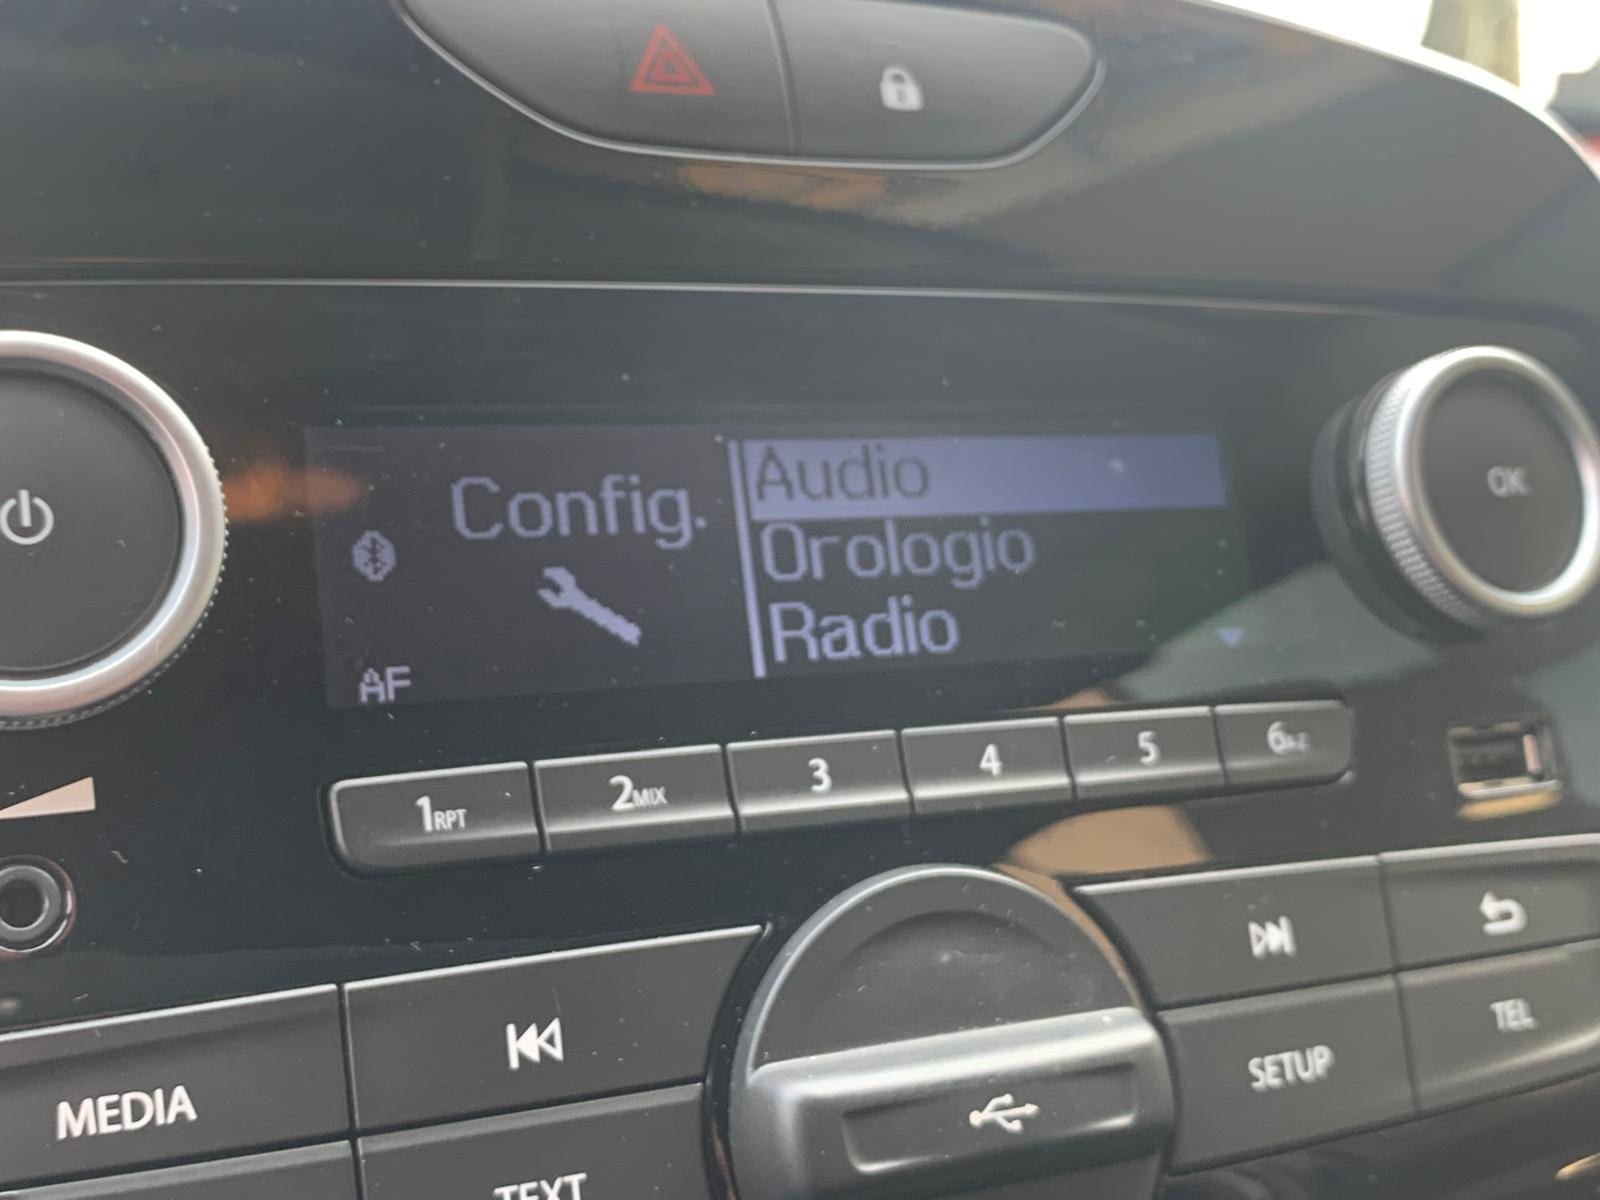 OK
Config.
Audio
Orologio
Radio
AF
1RPT
2MIX
3
4
5
6
MEDIA
SETUP
TEL
TEXT